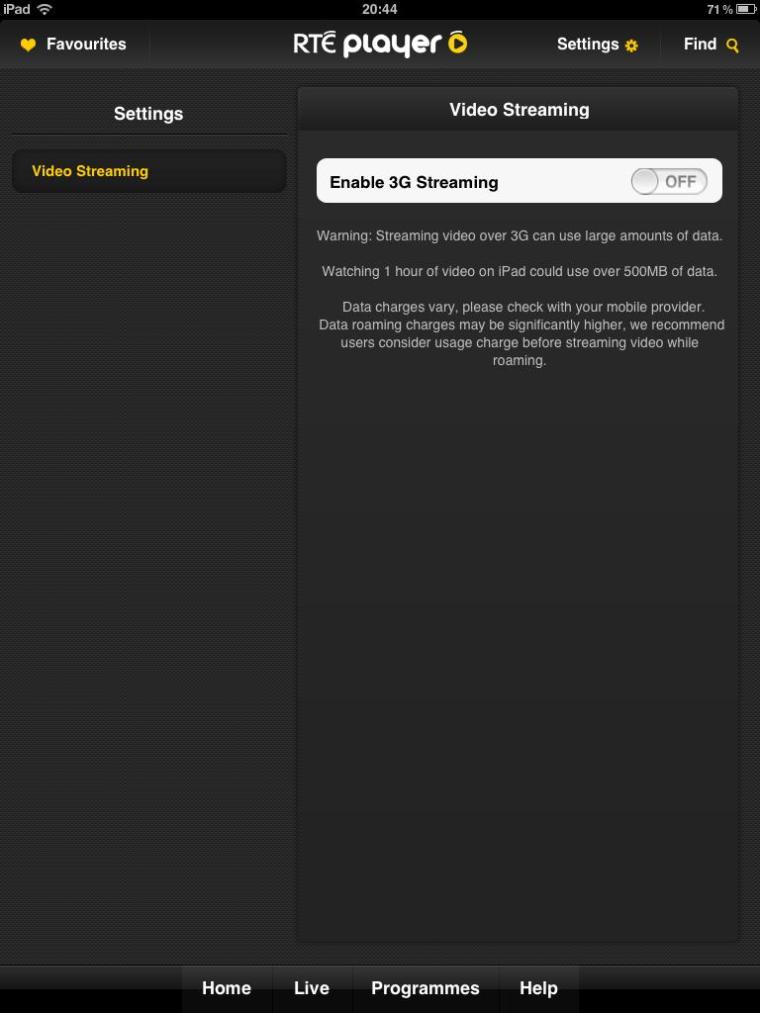 iPad 20:44 71%
Favourites RTÉ player Settings Find
Settings
Video Streaming
Video Streaming
Enable 3G Streaming OFF
Warning: Streaming video over 3G can use large amounts of data.
Watching 1 hour of video on iPad could use over 500MB of data.
Data charges vary, please check with your mobile provider.
Data roaming charges may be significantly higher, we recommend
users consider usage charge before streaming video while
roaming.
Home Live Programmes Help